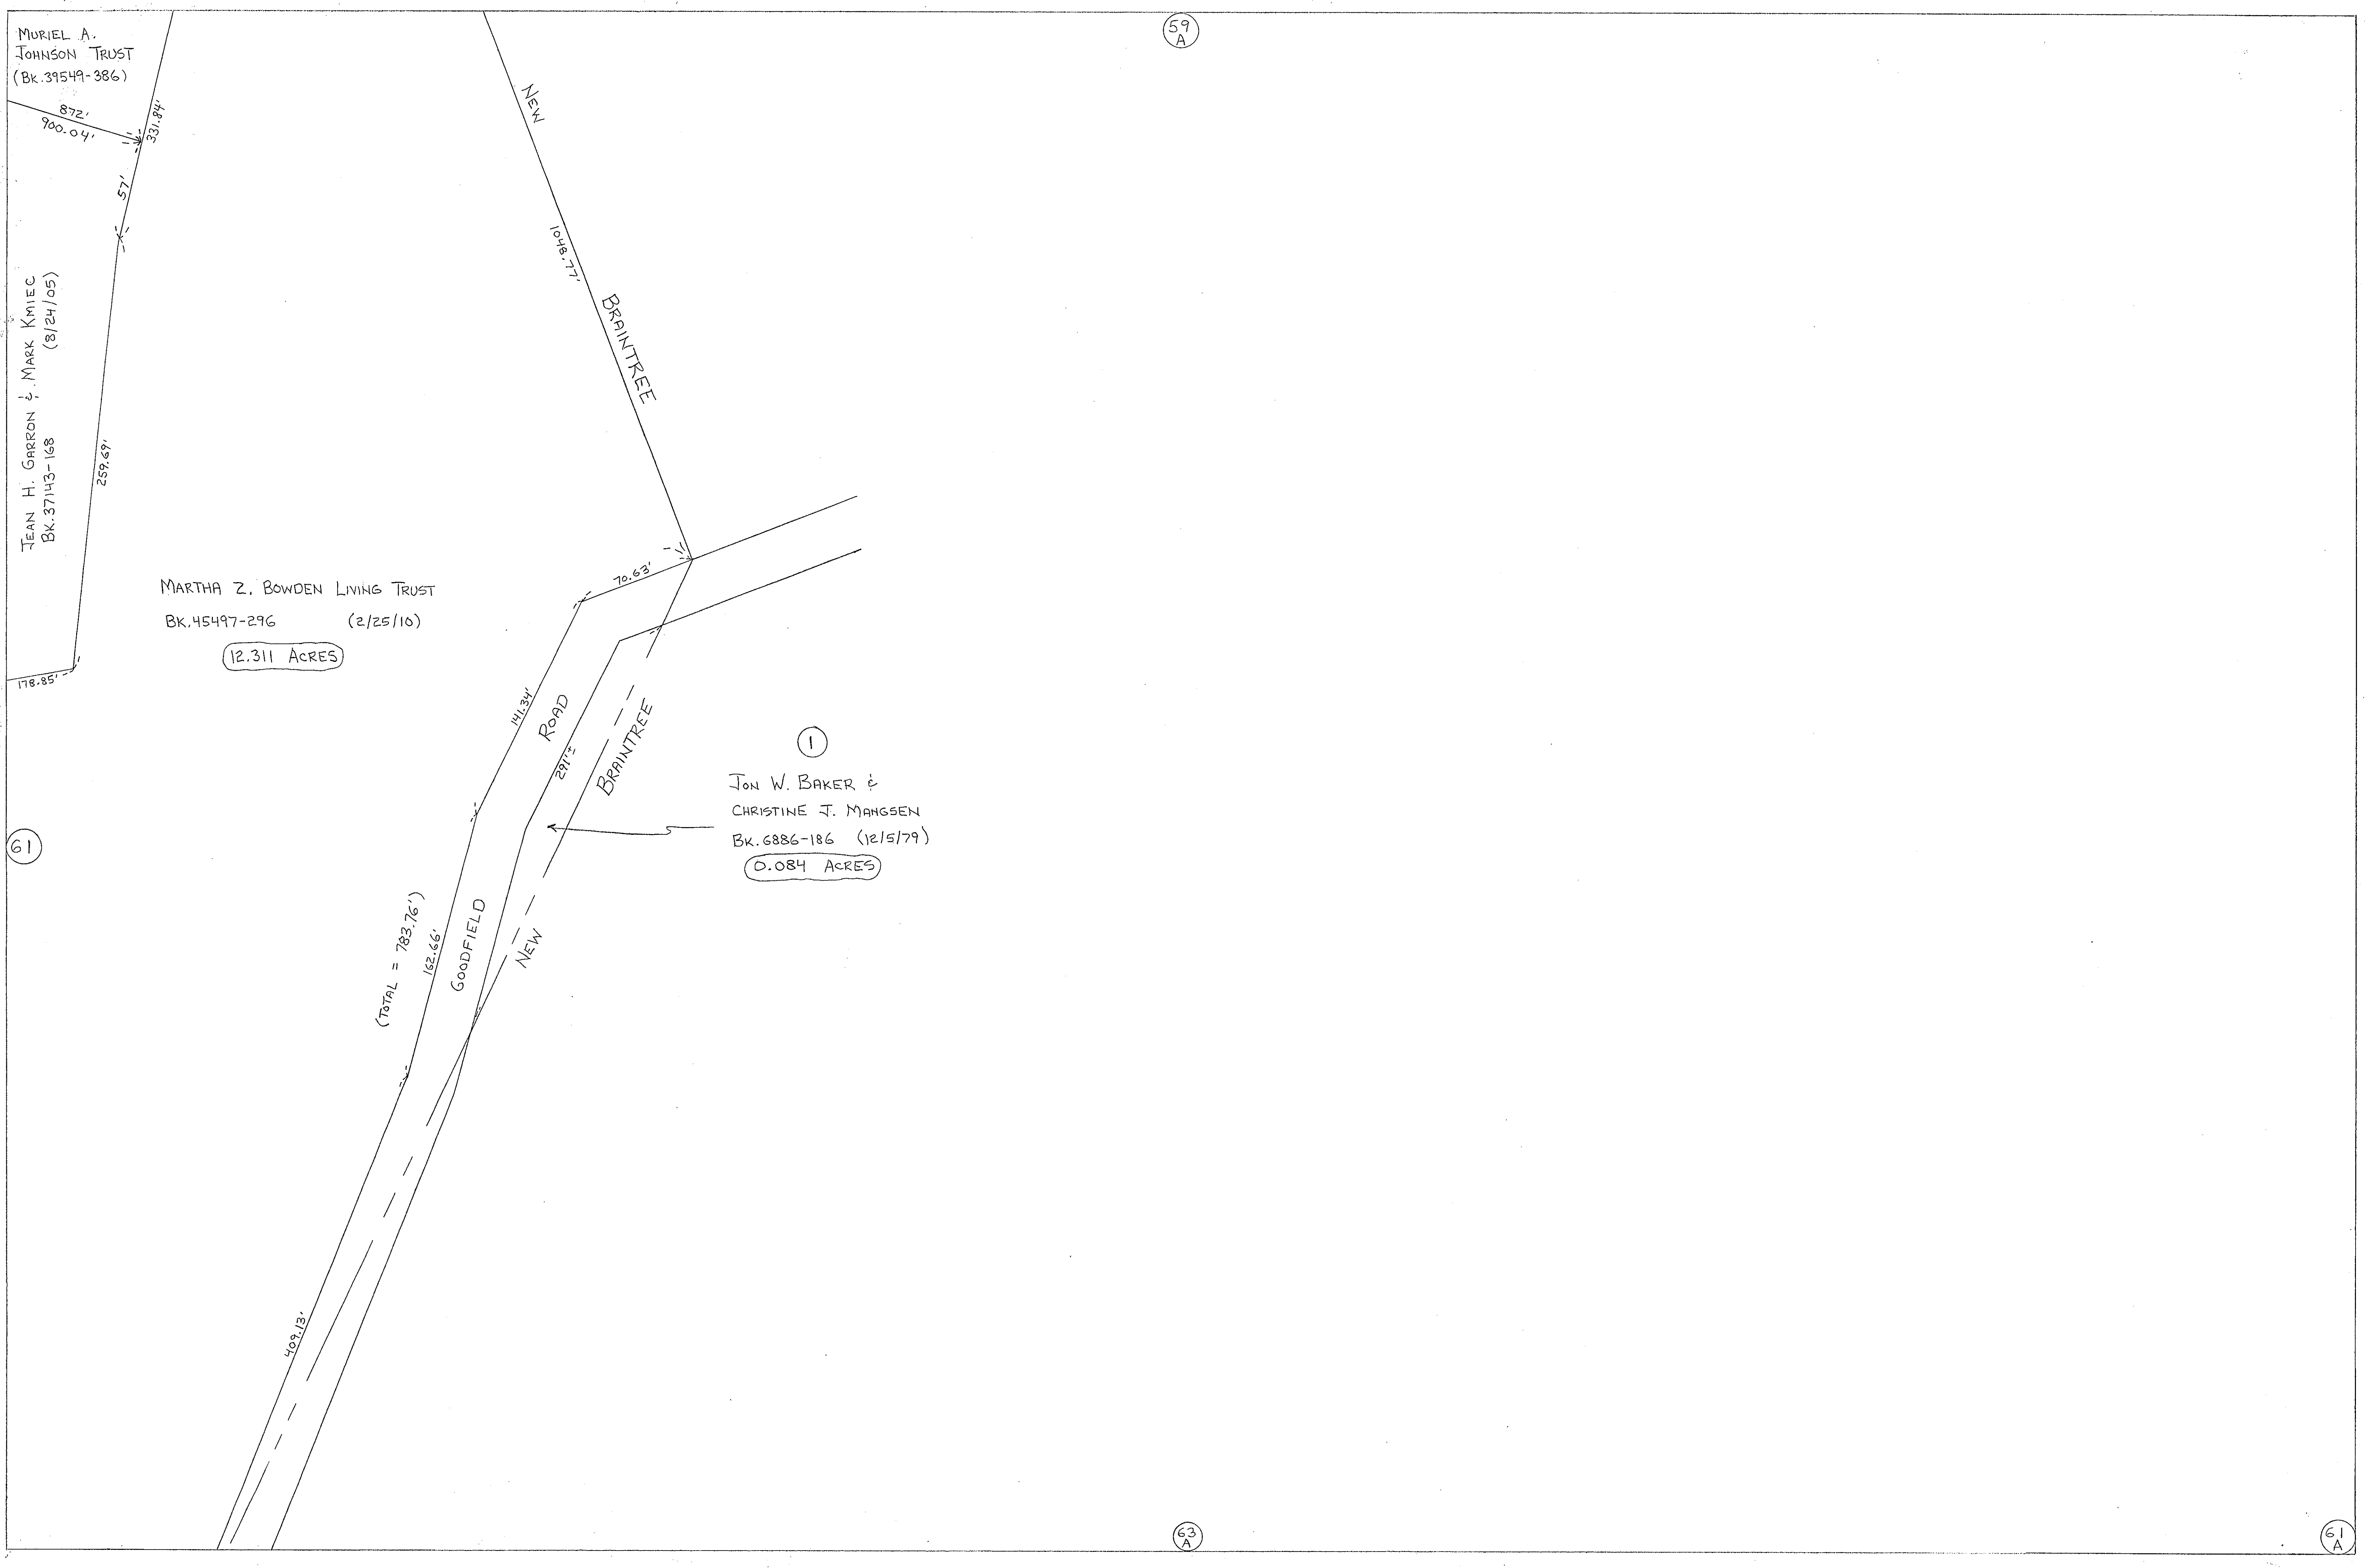 59
A
MURIEL A.
JOHNSON TRUST
(BK.39549-386)
872'
900.04'
331.84'
57'
NEW
1048.77'
BRAINTREE
JEAN H. GARRON & MARK KMIEC
BK.37143-168 (8/24/05)
259.69'
178.85'
MARTHA Z. BOWDEN LIVING TRUST
BK.45497-296 (2/25/10)
12.311 ACRES
70.63'
141.34'
ROAD
291'±
BRAINTREE
1
JON W. BAKER &
CHRISTINE J. MANGSEN
BK.6886-186 (12/5/79)
0.084 ACRES
61
(TOTAL = 783.76')
162.66'
GOODFIELD
NEW
409.13'
63
A
61
A